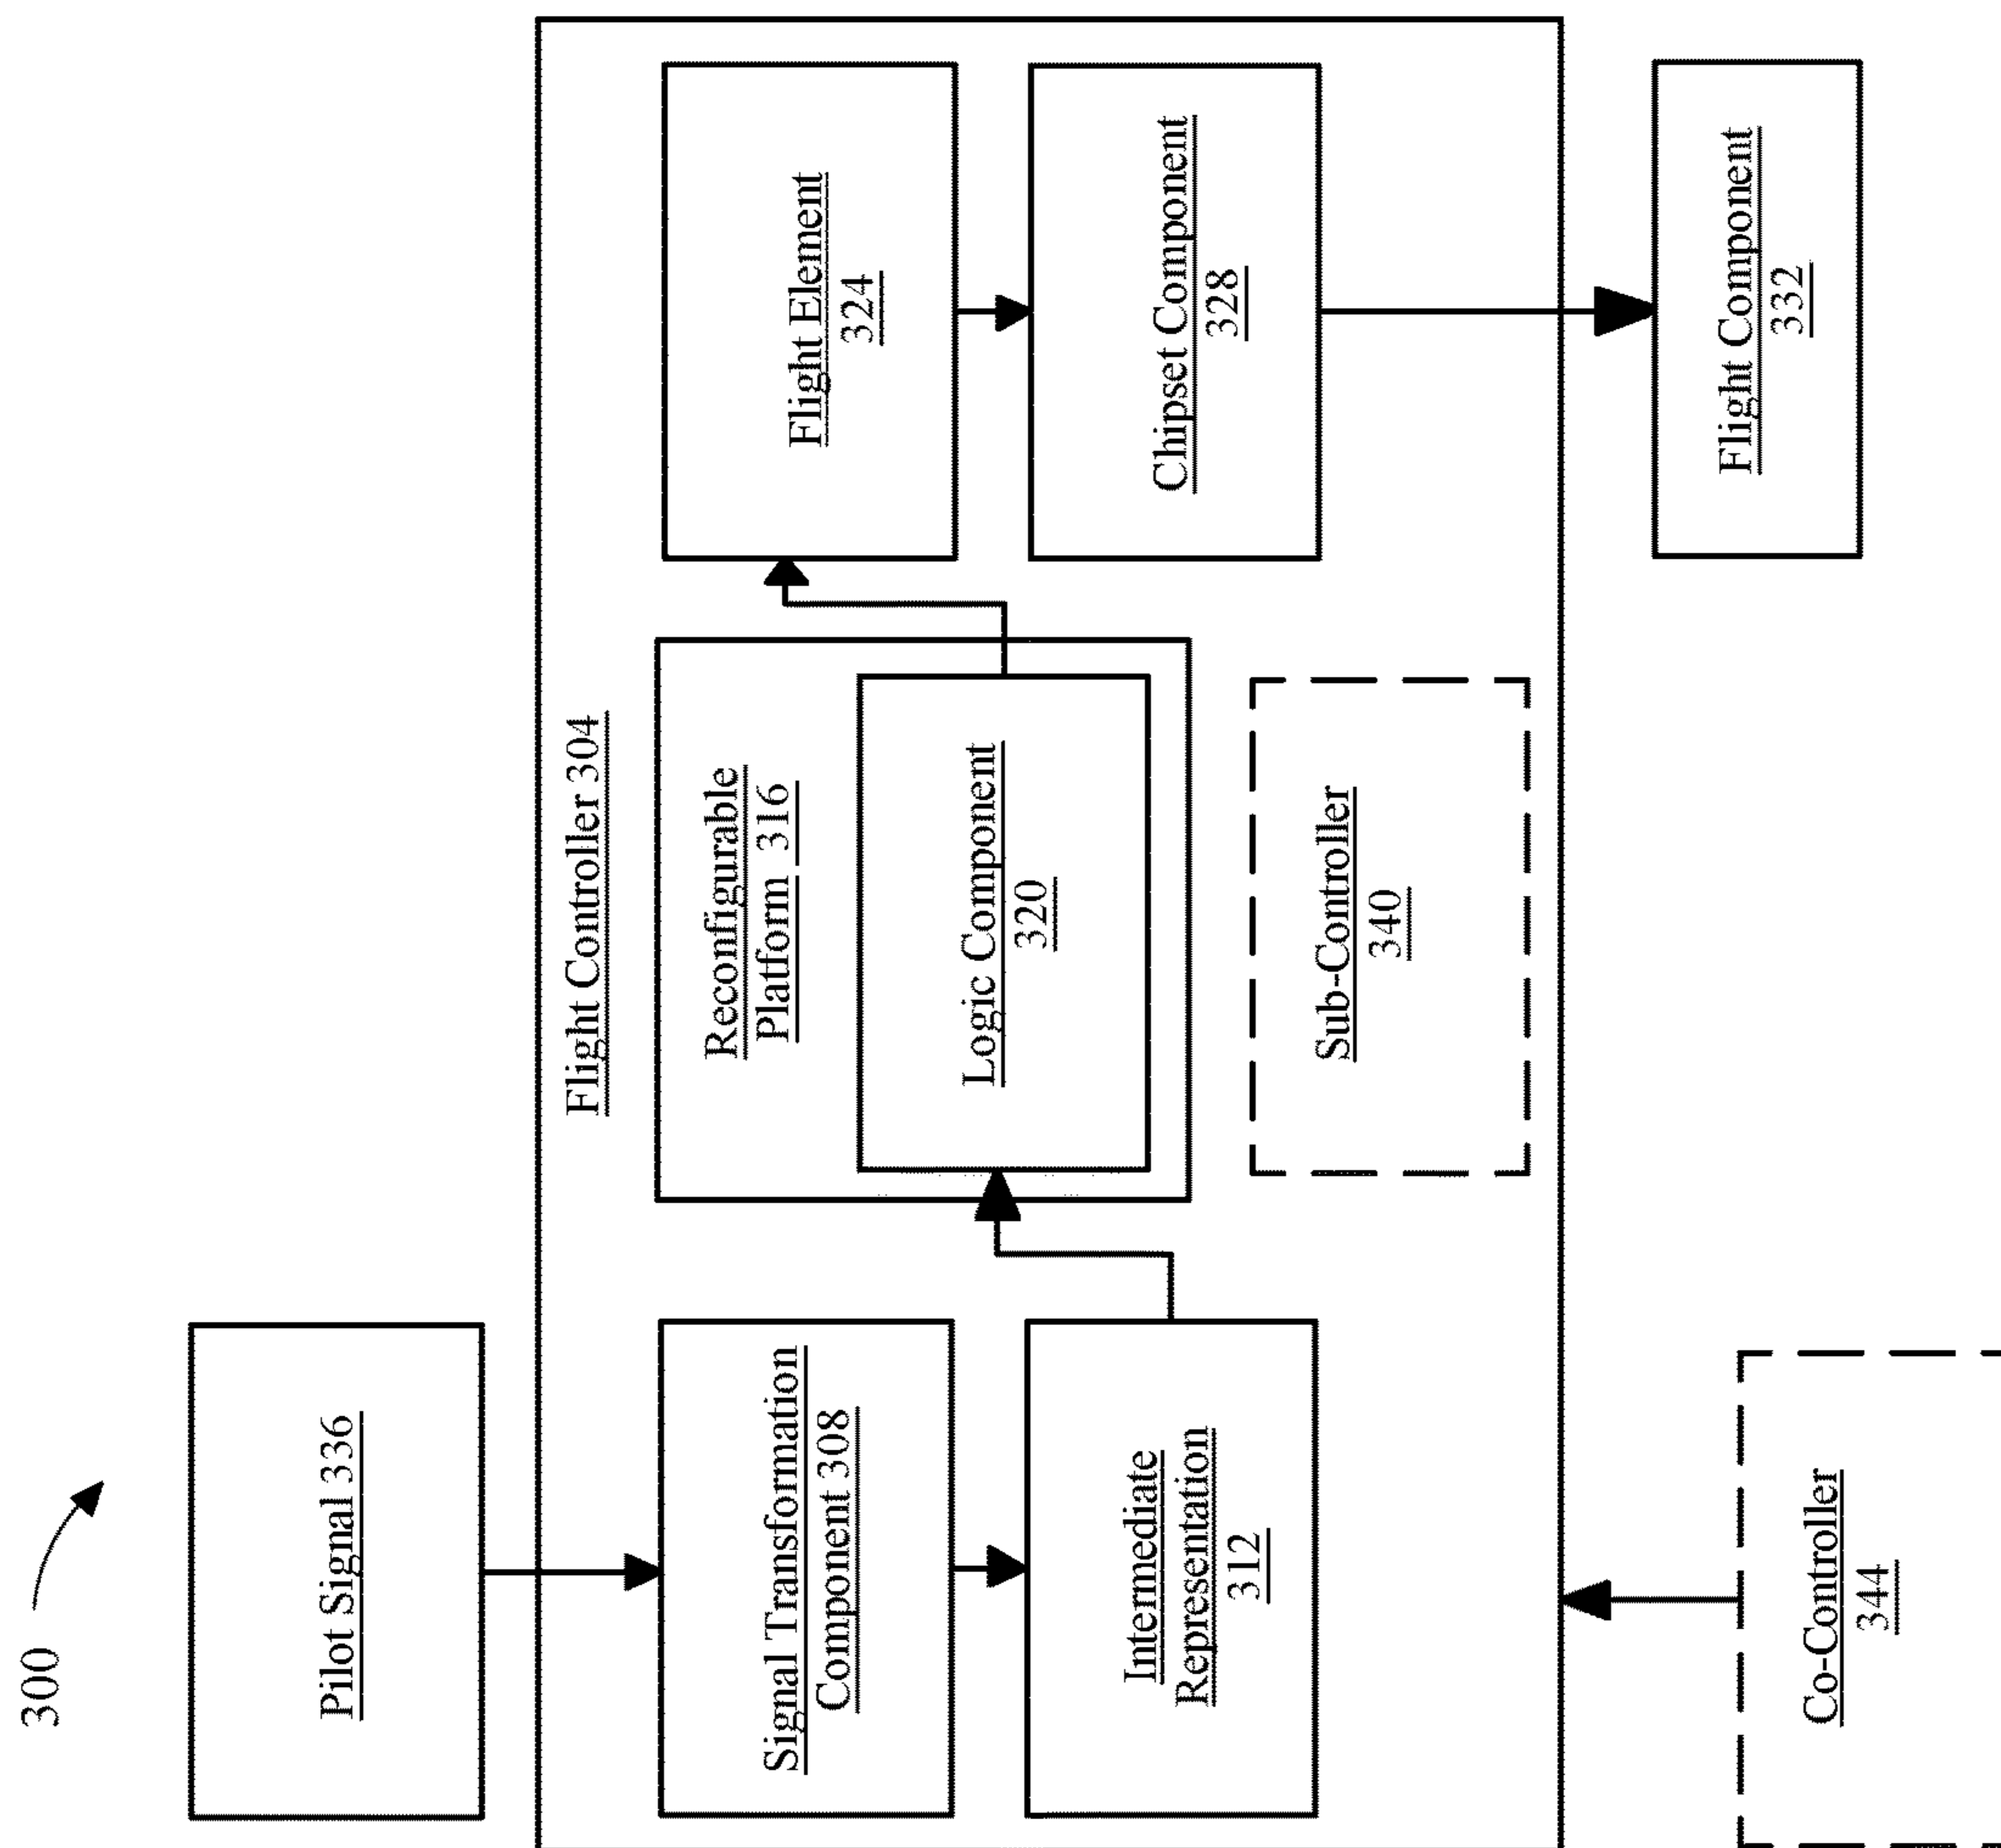 300
Pilot Signal 336
Flight Controller 304
Signal Transformation
Component 308
Intermediate
Representation
312
Reconfigurable
Platform 316
Logic Component
320
Sub-Controller
340
Flight Element
324
Chipset Component
328
Co-Controller
344
Flight Component
332